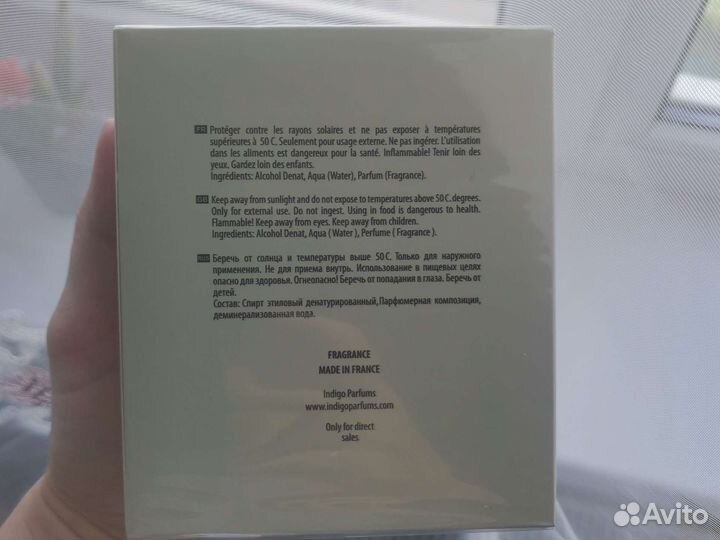 FR Protéger contre les rayons solaires et ne pas exposer à températures
supérieures à 50 C. Seulement pour usage externe. Ne pas ingérer. L'utilisation
dans les aliments est dangereux pour la santé. Inflammable! Tenir loin des
yeux. Gardez loin des enfants.
Ingrédients: Alcohol Denat, Aqua (Water), Parfum (Fragrance).
GB Keep away from sunlight and do not expose to temperatures above 50 C. degrees.
Only for external use. Do not ingest. Using in food is dangerous to health.
Flammable! Keep away from eyes. Keep away from children.
Ingredients: Alcohol Denat, Aqua ( Water ), Perfume ( Fragrance ).
RUS Беречь от солнца и температуры выше 50 С. Только для наружного
применения. Не для приема внутрь. Использование в пищевых целях
опасно для здоровья. Огнеопасно! Беречь от попадания в глаза. Беречь от
детей.
Состав: Спирт этиловый денатурированный,Парфюмерная композиция,
деминерализованная вода.
FRAGRANCE
MADE IN FRANCE
Indigo Parfums
www.indigoparfums.com
Only for direct
sales
Avito